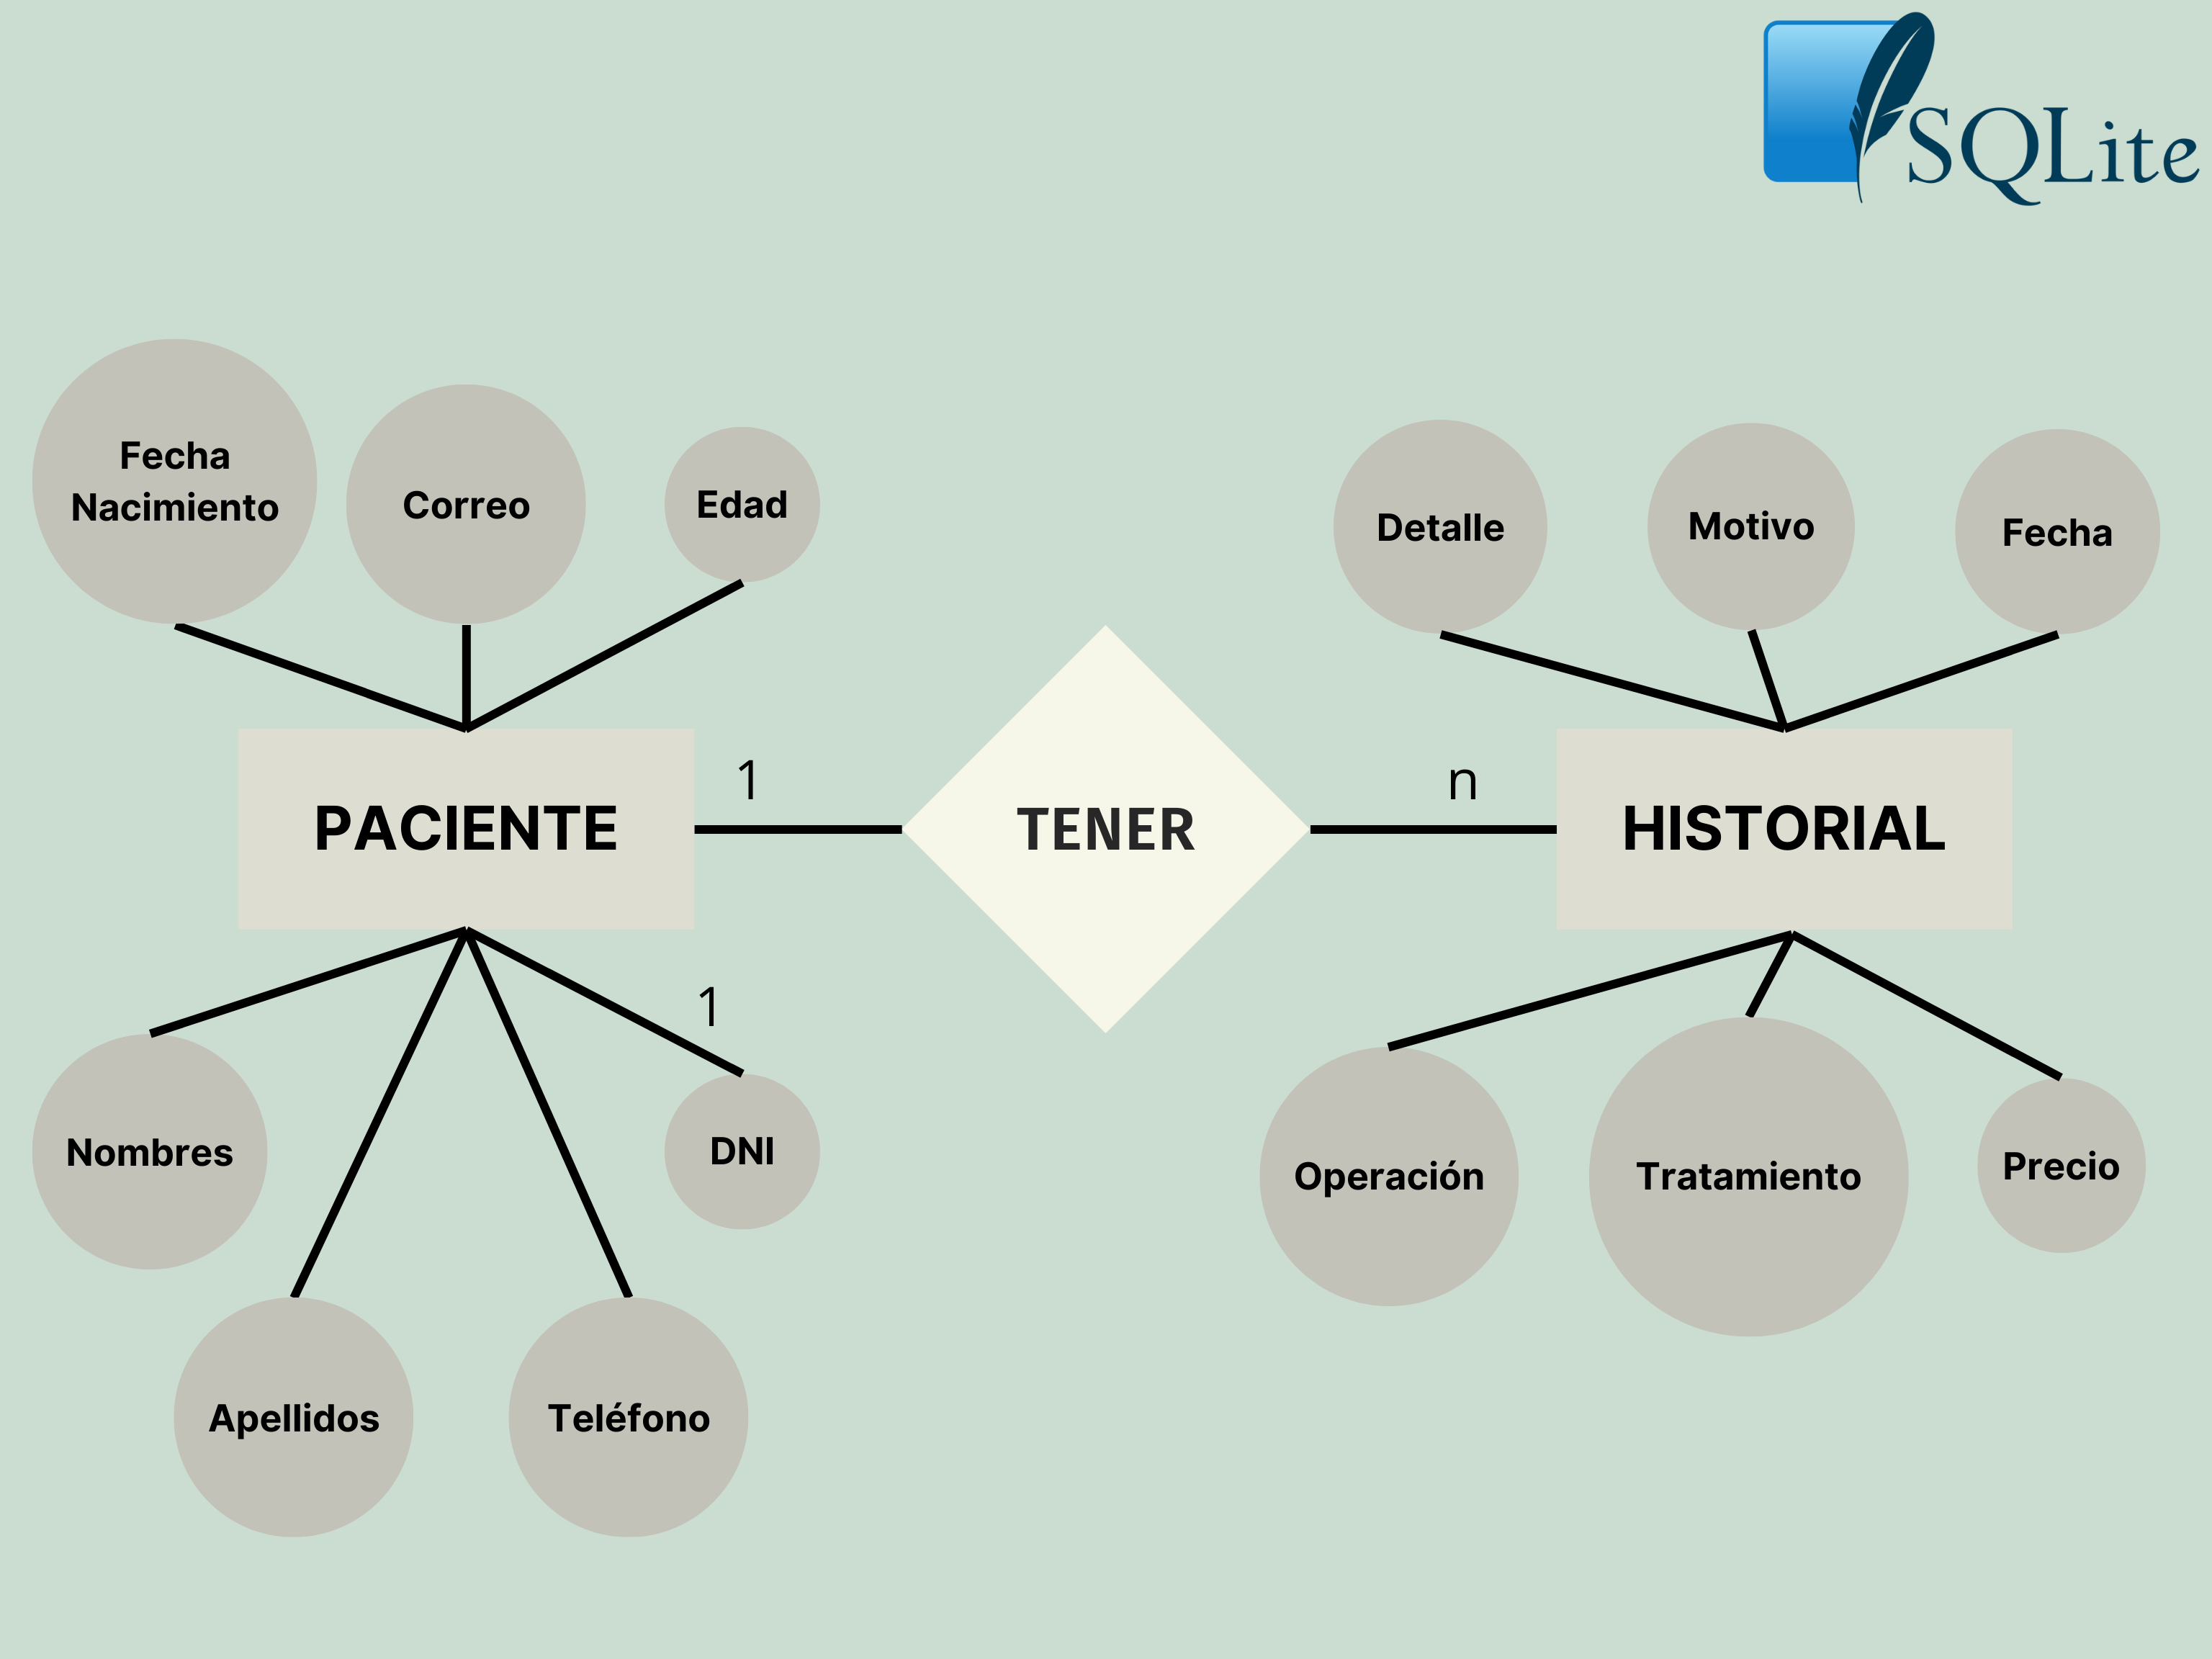 SQLite
Fecha
Nacimiento
Correo
Edad
Detalle
Motivo
Fecha
PACIENTE
1
TENER
n
HISTORIAL
1
Nombres
DNI
Operación
Tratamiento
Precio
Apellidos
Teléfono